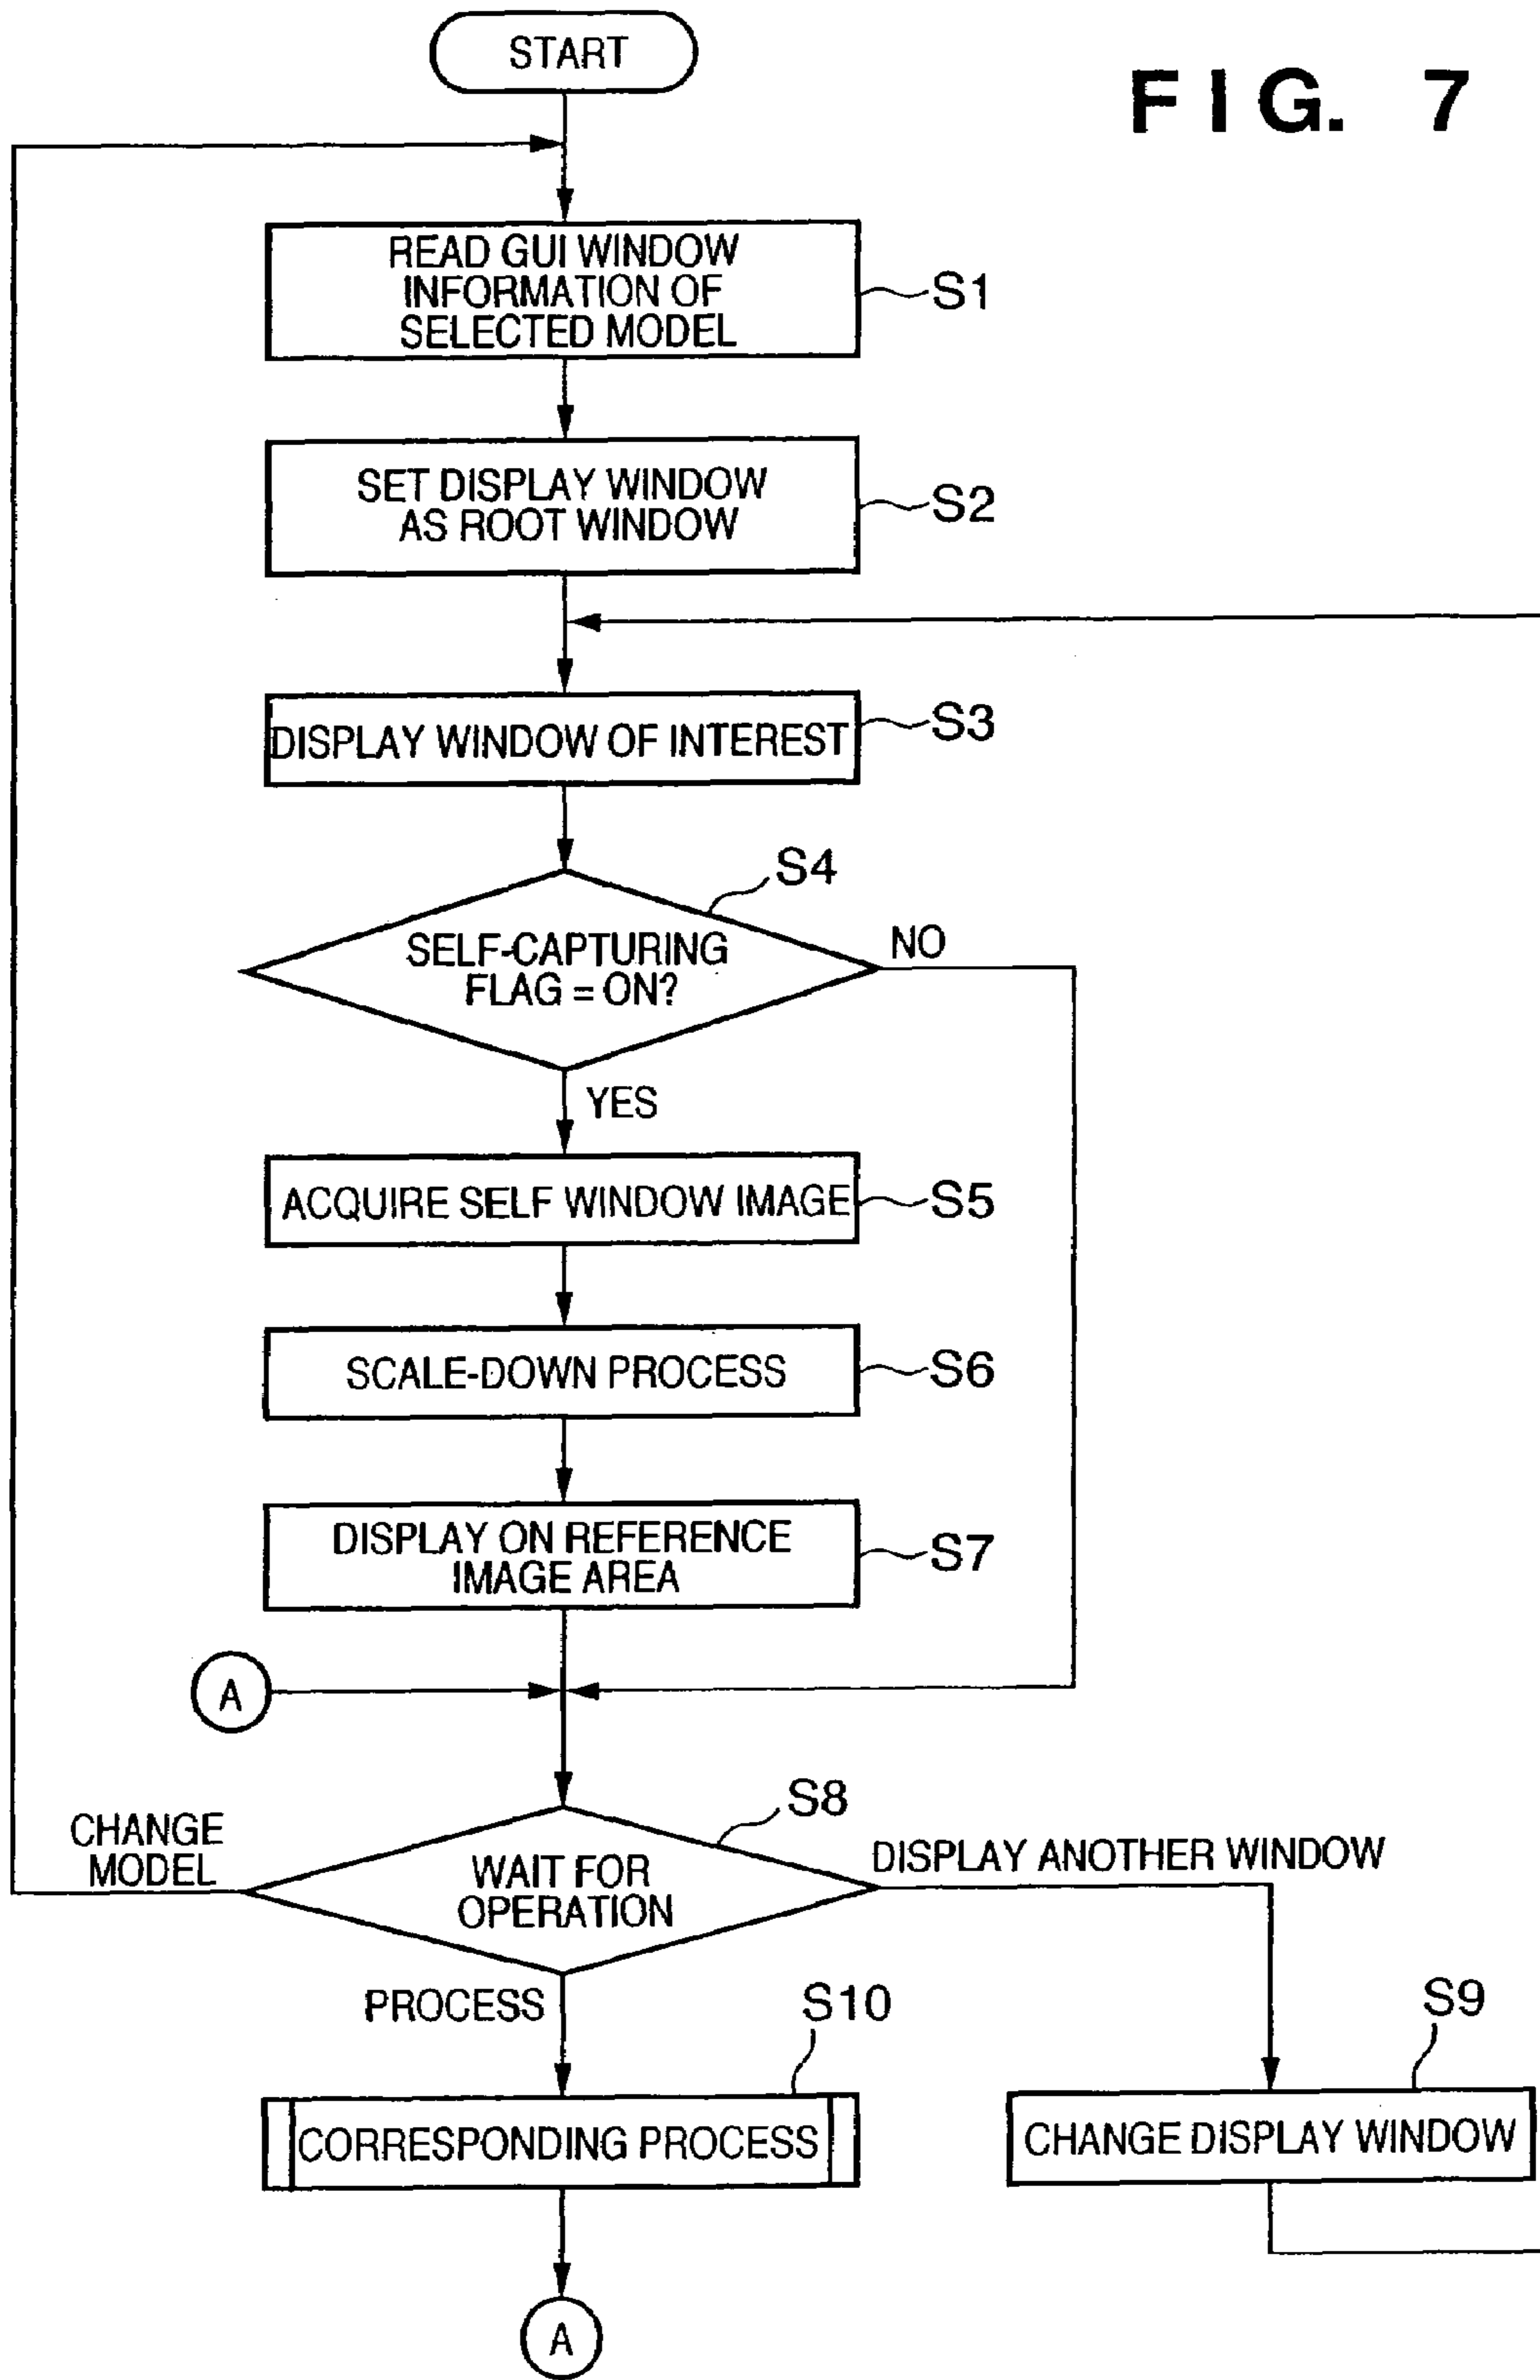 START
FIG. 7
READ GUI WINDOW
INFORMATION OF
SELECTED MODEL
S1
SET DISPLAY WINDOW
AS ROOT WINDOW
S2
DISPLAY WINDOW OF INTEREST
S3
S4
SELF-CAPTURING
FLAG = ON?
NO
YES
ACQUIRE SELF WINDOW IMAGE
S5
SCALE-DOWN PROCESS
S6
DISPLAY ON REFERENCE
IMAGE AREA
S7
A
S8
CHANGE
MODEL
WAIT FOR
OPERATION
DISPLAY ANOTHER WINDOW
PROCESS
S10
S9
CORRESPONDING PROCESS
CHANGE DISPLAY WINDOW
A